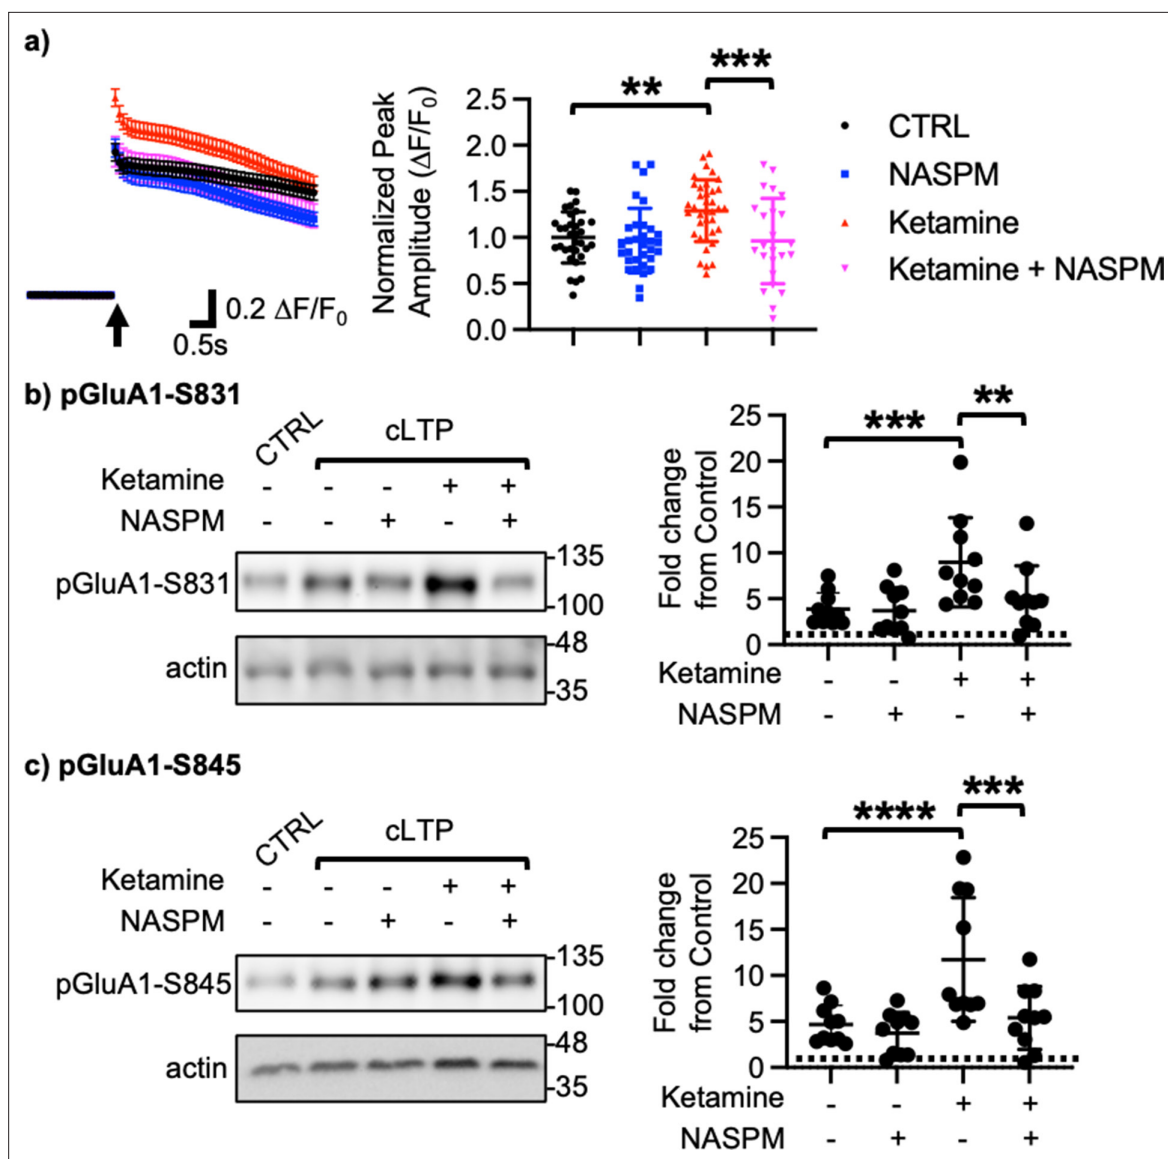 a)
0.2 ΔF/F0
0.5s
Normalized Peak
Amplitude (ΔF/F0)
2.5
2.0
1.5
1.0
0.5
0.0
** ***
CTRL
NASPM
Ketamine
Ketamine + NASPM
b) pGluA1-S831
CTRL
cLTP
Ketamine - - - + +
NASPM - - + - +
pGluA1-S831
-135
-100
actin
-48
-35
Fold change
from Control
25
20
15
10
5
0
*** **
Ketamine - - + +
NASPM - + - +
c) pGluA1-S845
CTRL
cLTP
Ketamine - - - + +
NASPM - - + - +
pGluA1-S845
-135
-100
actin
-48
-35
Fold change
from Control
25
20
15
10
5
0
**** ***
Ketamine - - + +
NASPM - + - +